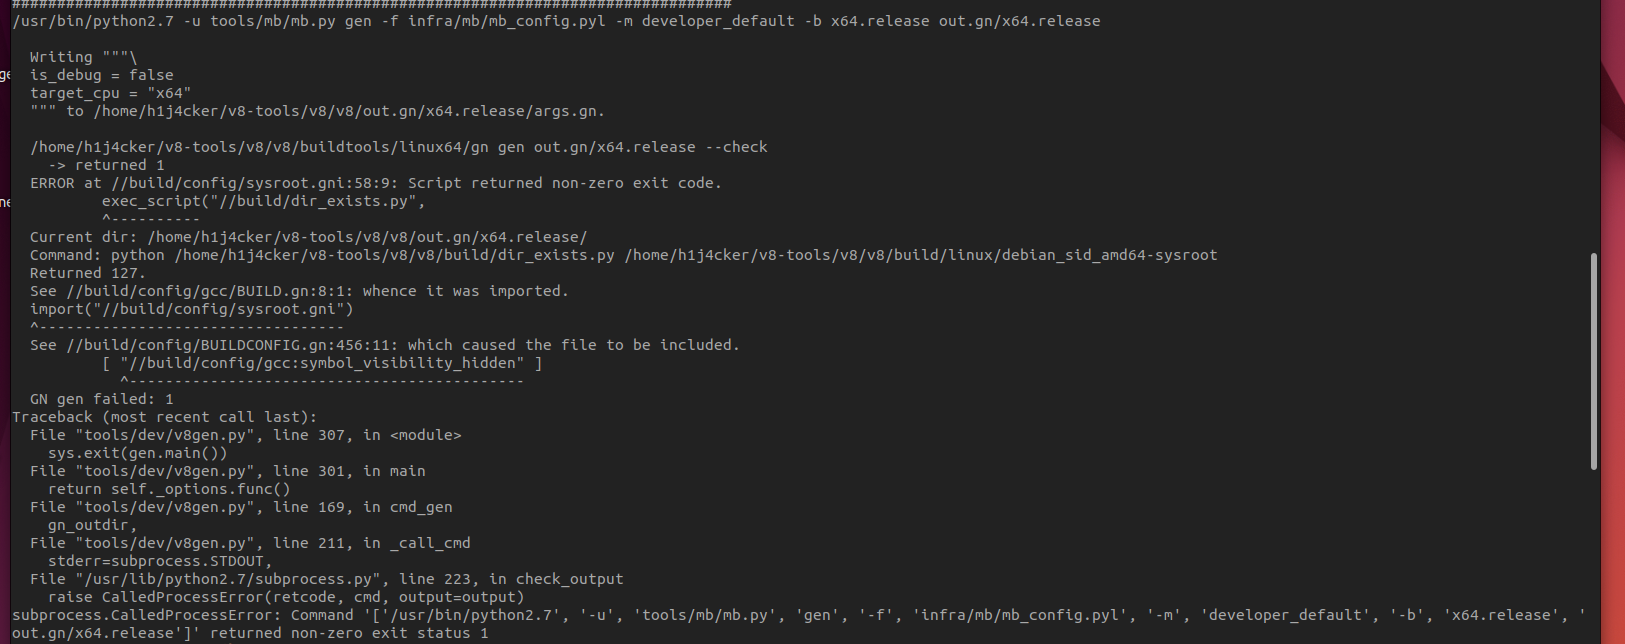 ################################################################################
/usr/bin/python2.7 -u tools/mb/mb.py gen -f infra/mb/mb_config.pyl -m developer_default -b x64.release out.gn/x64.release
Writing """\
is_debug = false
target_cpu = "x64"
""" to /home/h1j4cker/v8-tools/v8/v8/out.gn/x64.release/args.gn.
/home/h1j4cker/v8-tools/v8/v8/buildtools/linux64/gn gen out.gn/x64.release --check
-> returned 1
ERROR at //build/config/sysroot.gni:58:9: Script returned non-zero exit code.
exec_script("//build/dir_exists.py",
^----------
Current dir: /home/h1j4cker/v8-tools/v8/v8/out.gn/x64.release/
Command: python /home/h1j4cker/v8-tools/v8/v8/build/dir_exists.py /home/h1j4cker/v8-tools/v8/v8/build/linux/debian_sid_amd64-sysroot
Returned 127.
See //build/config/gcc/BUILD.gn:8:1: whence it was imported.
import("//build/config/sysroot.gni")
^----------------------------------
See //build/config/BUILDCONFIG.gn:456:11: which caused the file to be included.
[ "//build/config/gcc:symbol_visibility_hidden" ]
^--------------------------------------------
GN gen failed: 1
Traceback (most recent call last):
File "tools/dev/v8gen.py", line 307, in <module>
sys.exit(gen.main())
File "tools/dev/v8gen.py", line 301, in main
return self._options.func()
File "tools/dev/v8gen.py", line 169, in cmd_gen
gn_outdir,
File "tools/dev/v8gen.py", line 211, in _call_cmd
stderr=subprocess.STDOUT,
File "/usr/lib/python2.7/subprocess.py", line 223, in check_output
raise CalledProcessError(retcode, cmd, output=output)
subprocess.CalledProcessError: Command '['/usr/bin/python2.7', '-u', 'tools/mb/mb.py', 'gen', '-f', 'infra/mb/mb_config.pyl', '-m', 'developer_default', '-b', 'x64.release', '
out.gn/x64.release']' returned non-zero exit status 1